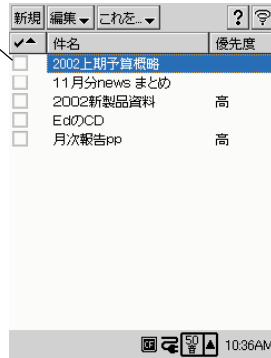 新規 編集 これを... ?
件名 優先度
2002上期予算概略
11月分news まとめ
2002新製品資料 高
EdのCD
月次報告pp 高
50音 10:36AM